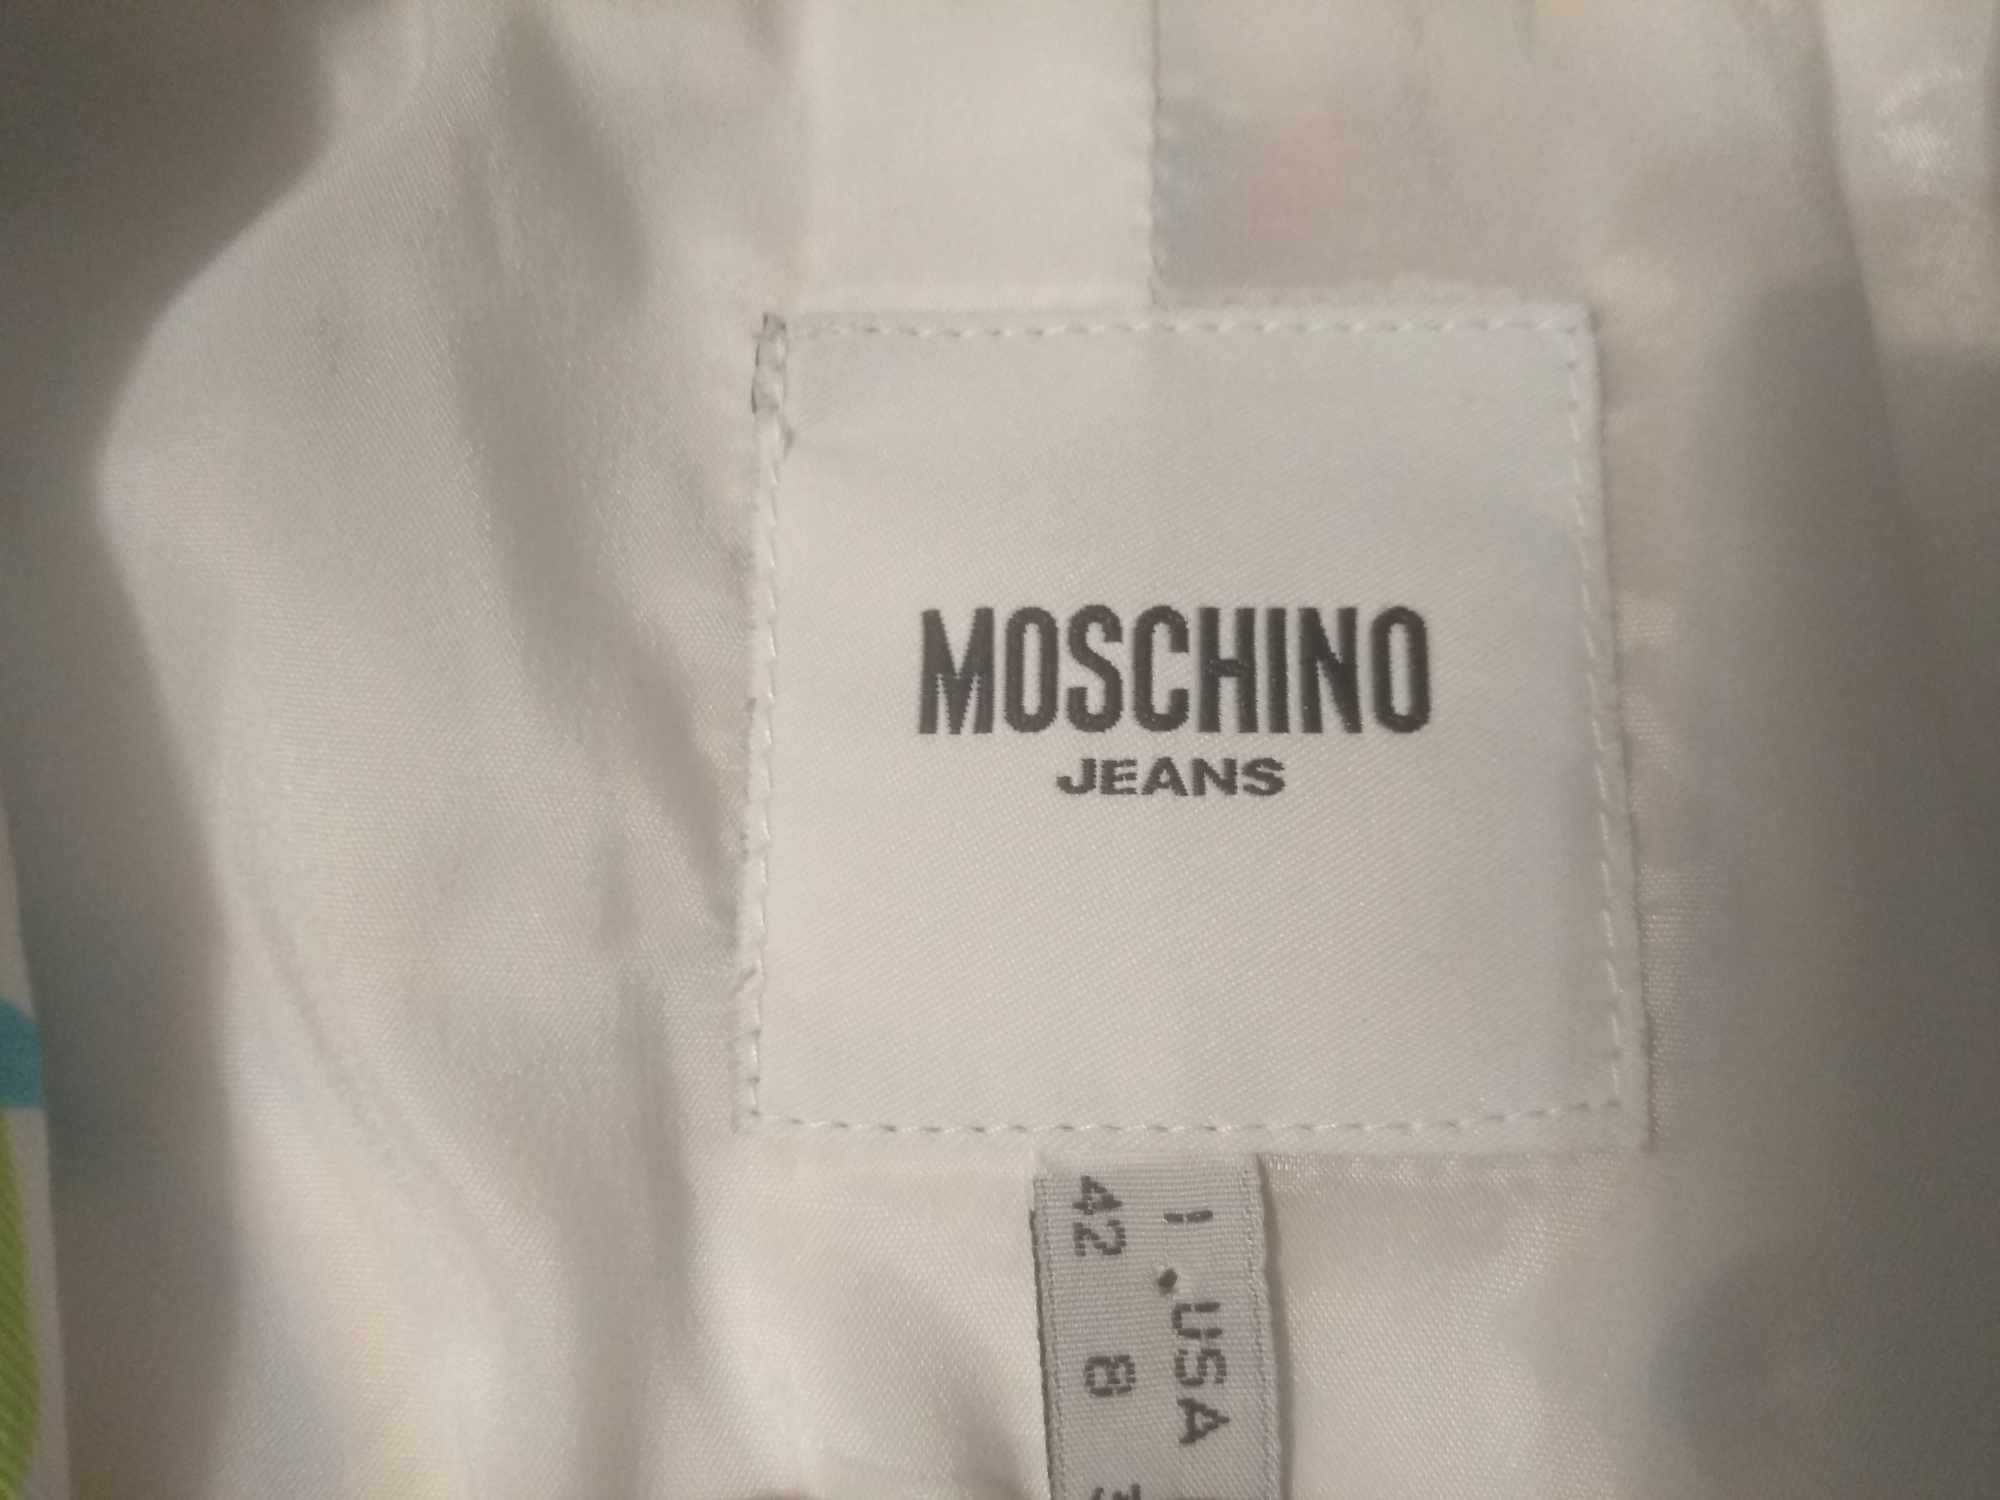 MOSCHINO
JEANS
I. USA
42 8